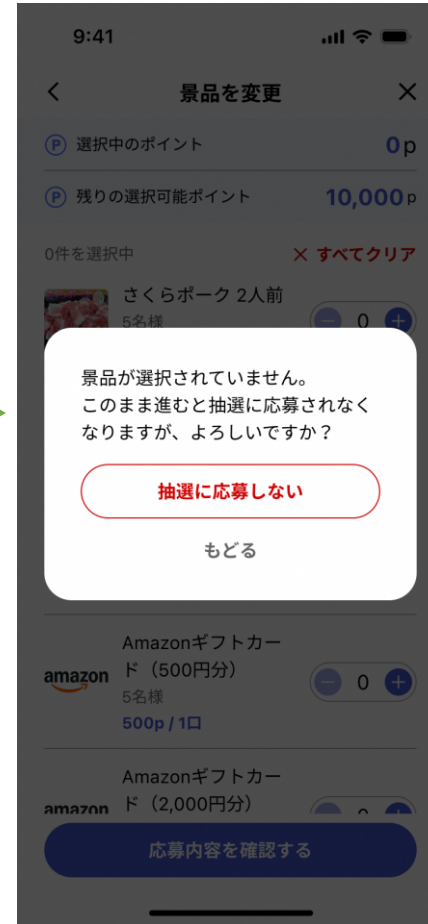 9:41
景品を変更
P 選択中のポイント 0p
P 残りの選択可能ポイント 10,000p
0件を選択中 × すべてクリア
さくらポーク 2人前
5名様
0
景品が選択されていません。
このまま進むと抽選に応募されなく
なりますが、よろしいですか？
抽選に応募しない
もどる
Amazonギフトカー
ド（500円分）
amazon
5名様
0
500p / 1口
Amazonギフトカー
ド（2,000円分）
amazon
0
応募内容を確認する